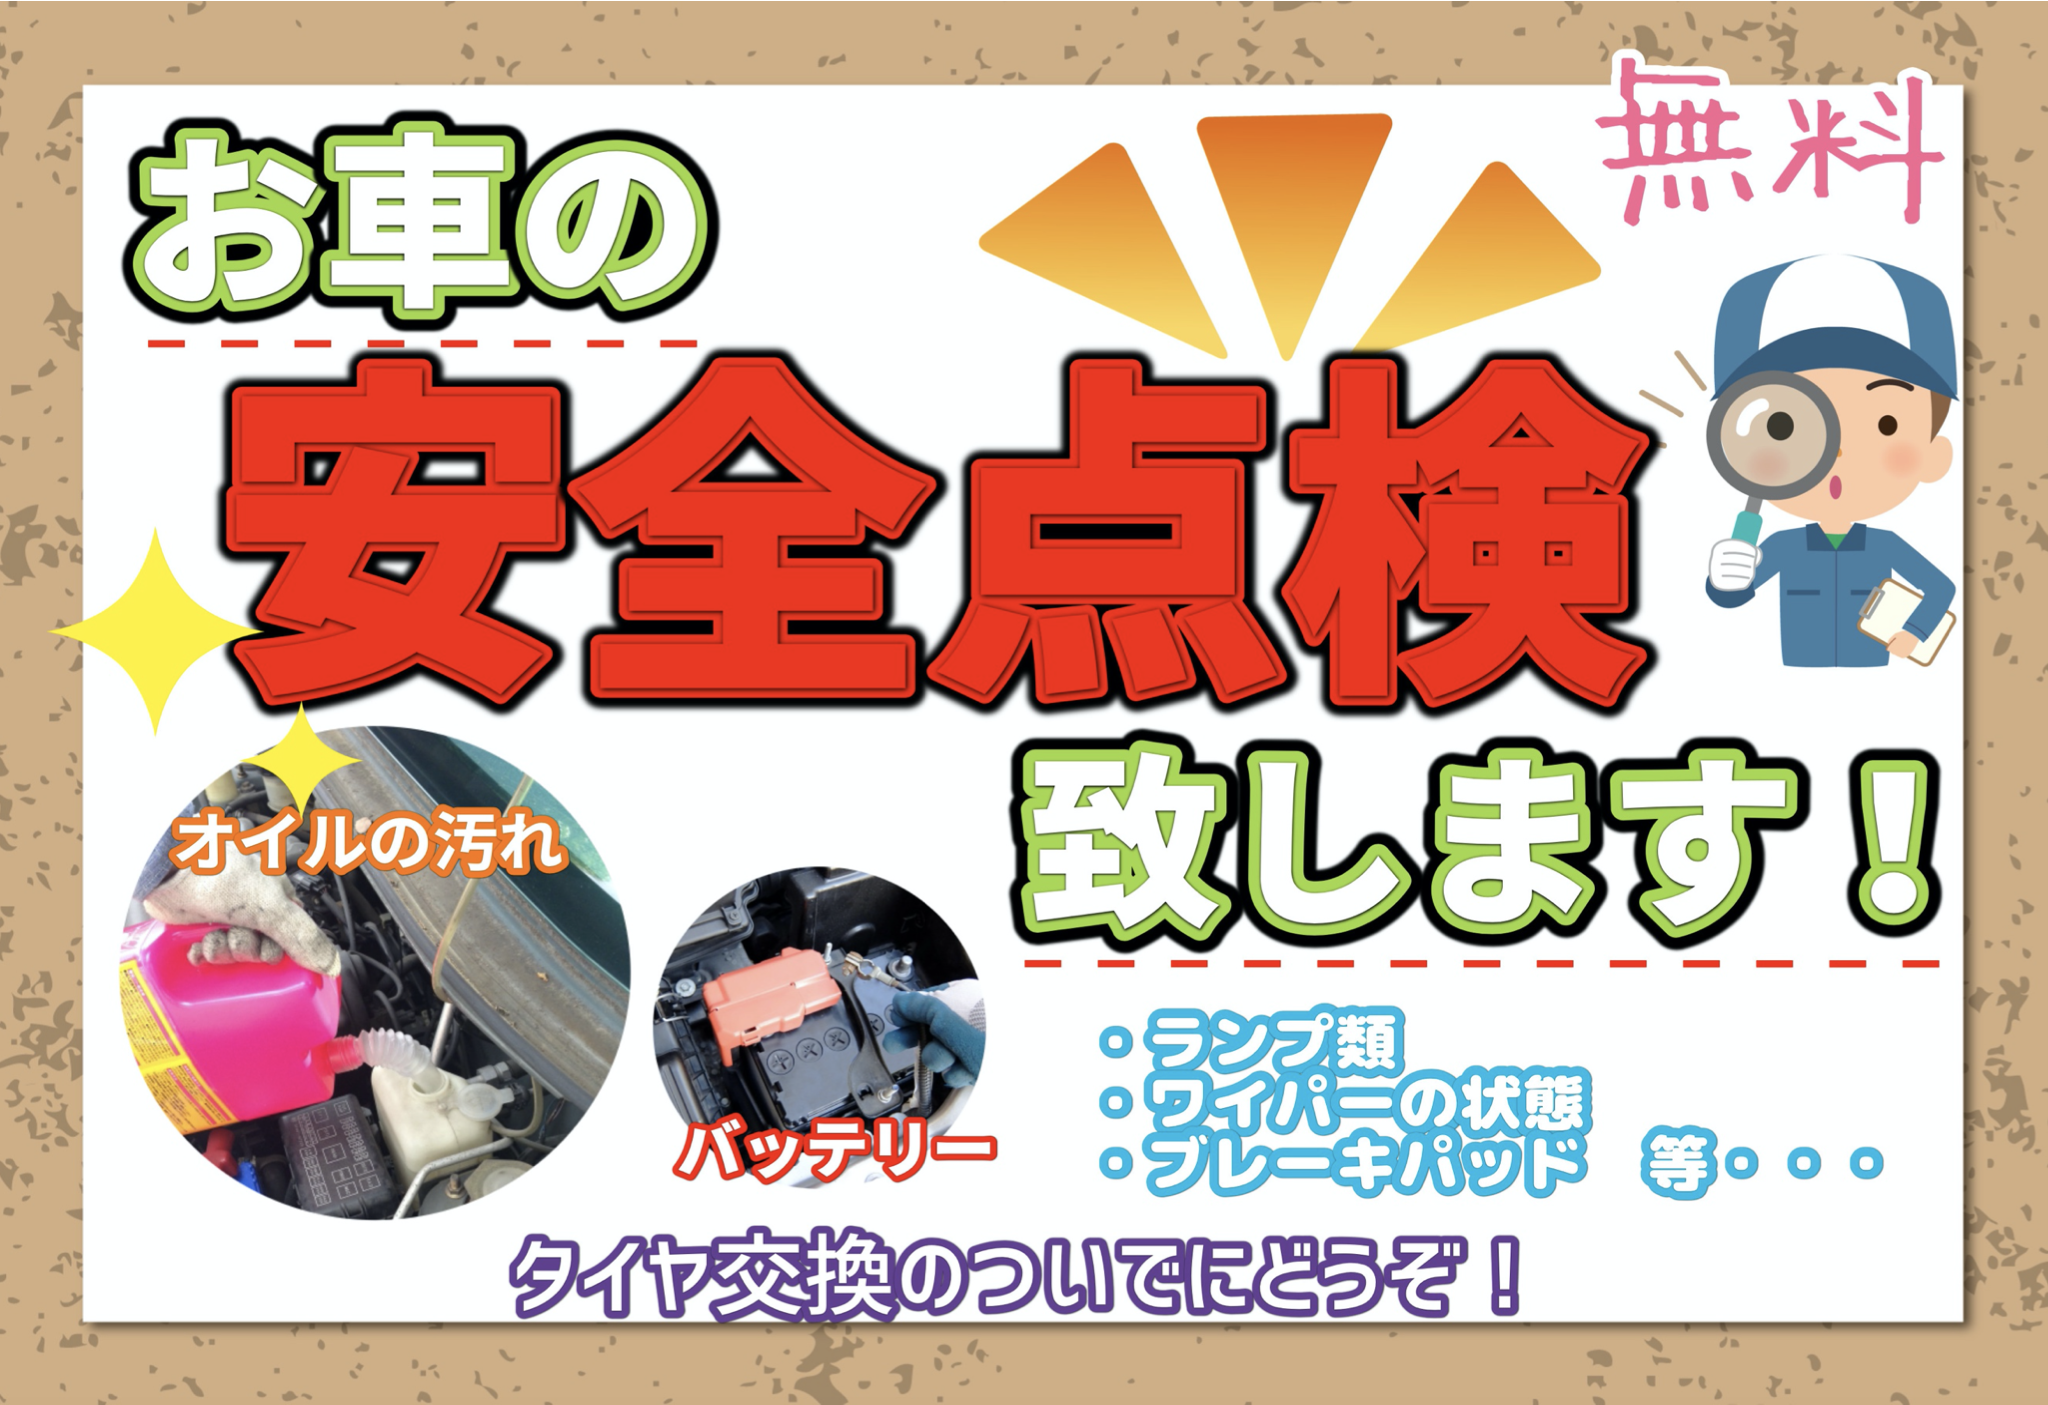 無料
お車の
安全点検
致します！
オイルの汚れ
バッテリー
・ランプ類
・ワイパーの状態
・ブレーキパッド　等・・・
タイヤ交換のついでにどうぞ！